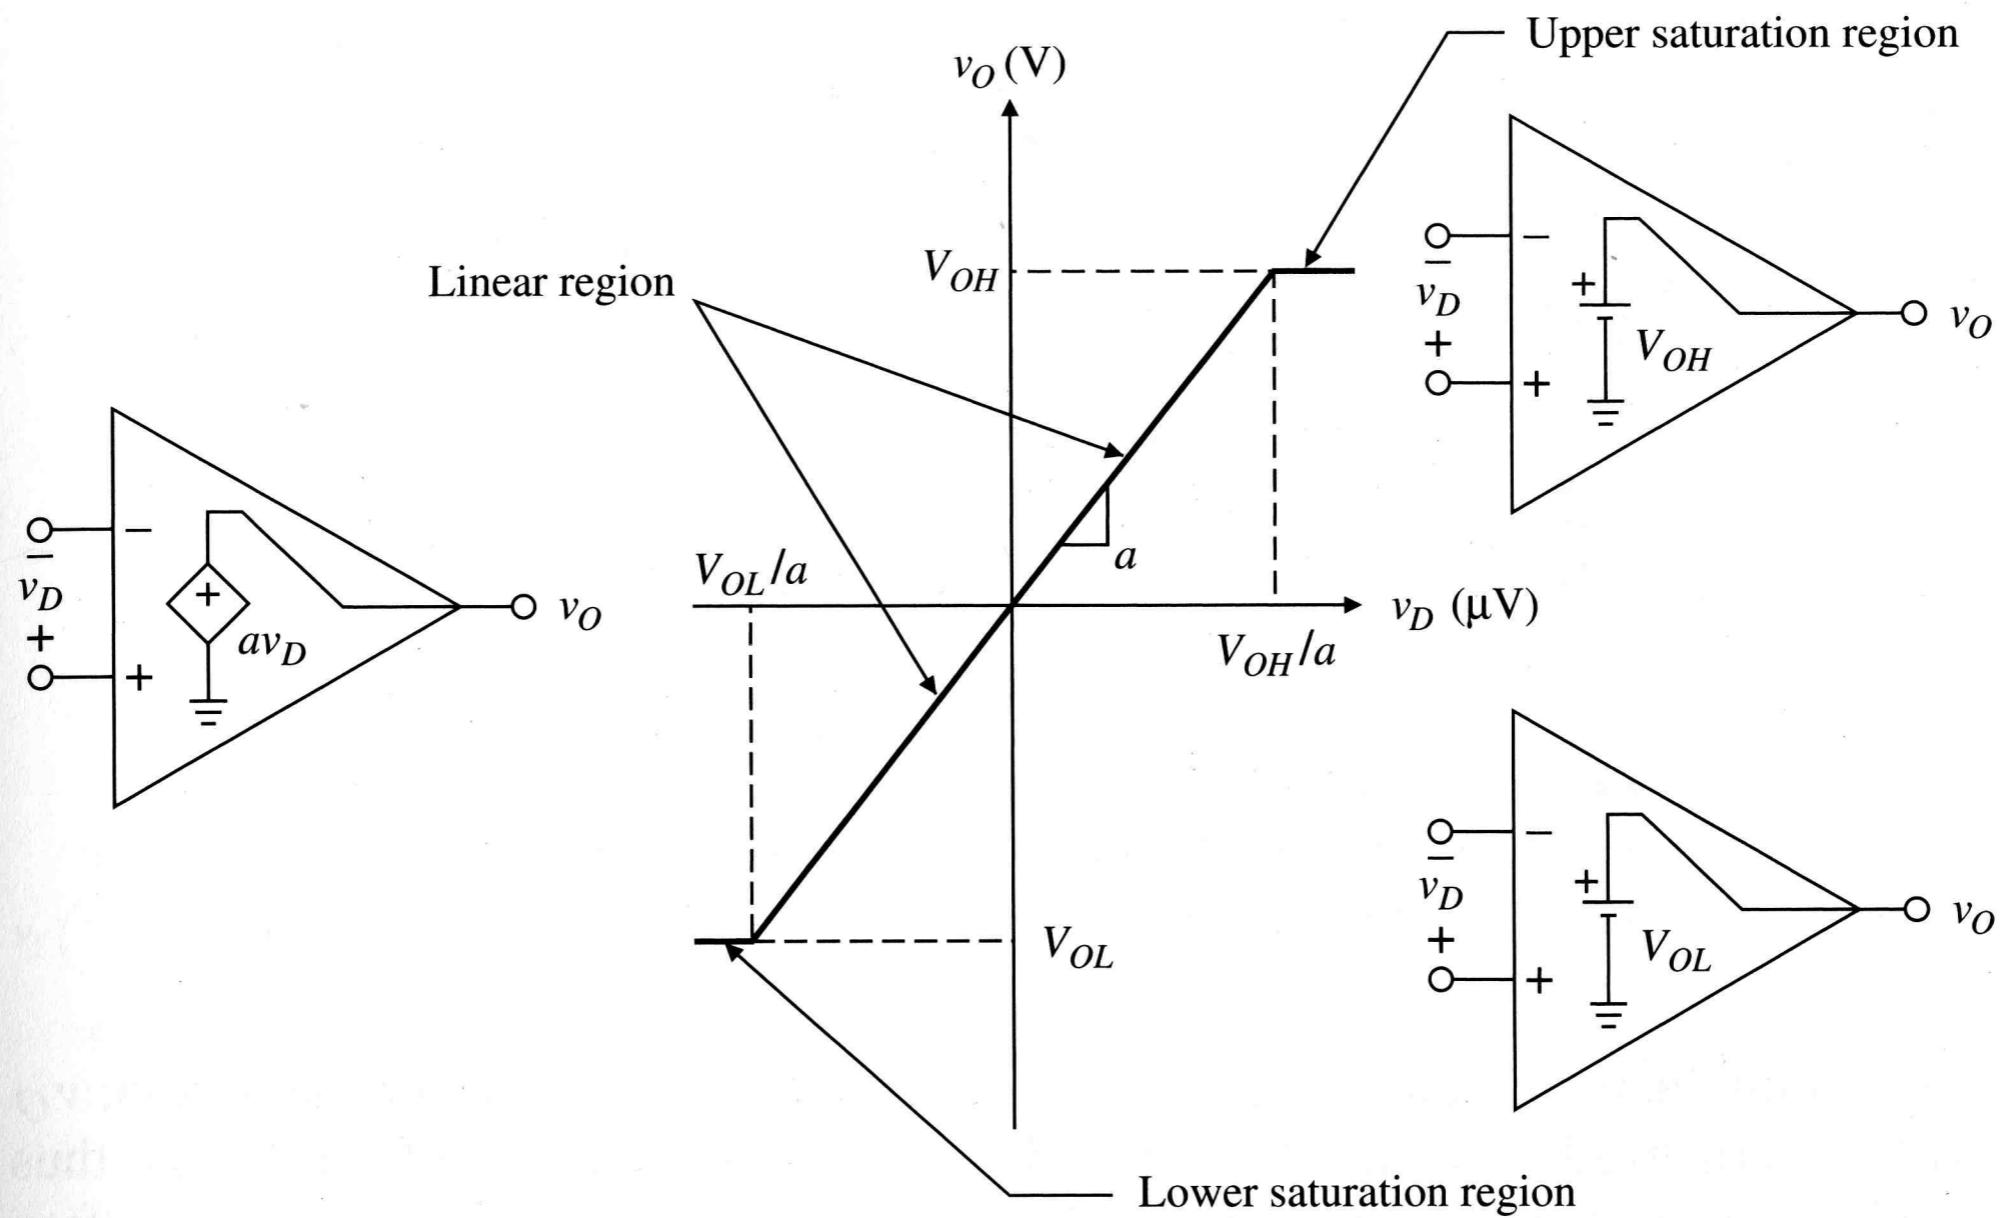 Upper saturation region
v_O (V)
V_OH
−
−
v_D
+
+
+
V_OH
v_O
Linear region
−
−
v_D
+
+
+
av_D
v_O
V_OL/a
a
v_D (μV)
V_OH/a
−
−
v_D
+
+
+
V_OL
v_O
V_OL
Lower saturation region